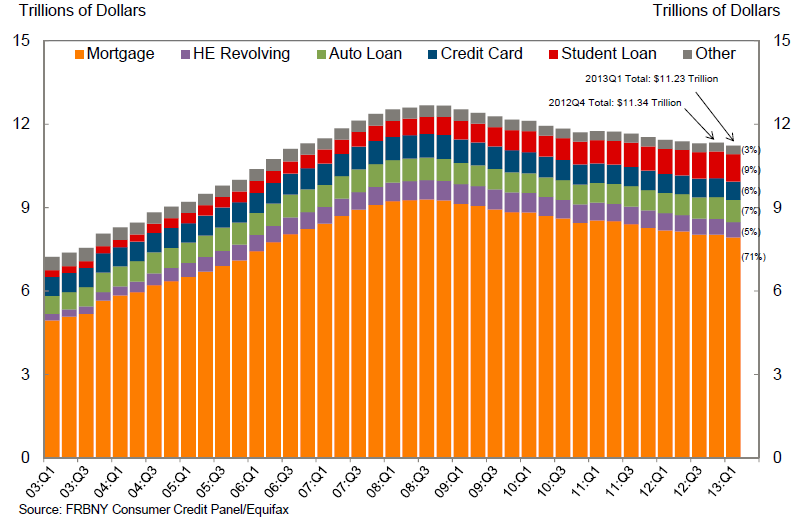 Trillions of Dollars Trillions of Dollars
15 15
Mortgage HE Revolving Auto Loan Credit Card Student Loan Other
2013Q1 Total: $11.23 Trillion
2012Q4 Total: $11.34 Trillion
12 12
(3%)
(9%)
(6%)
9 9
(7%)
(5%)
(71%)
6 6
3 3
0 0
03:Q1 03:Q3 04:Q1 04:Q3 05:Q1 05:Q3 06:Q1 06:Q3 07:Q1 07:Q3 08:Q1 08:Q3 09:Q1 09:Q3 10:Q1 10:Q3 11:Q1 11:Q3 12:Q1 12:Q3 13:Q1
Source: FRBNY Consumer Credit Panel/Equifax